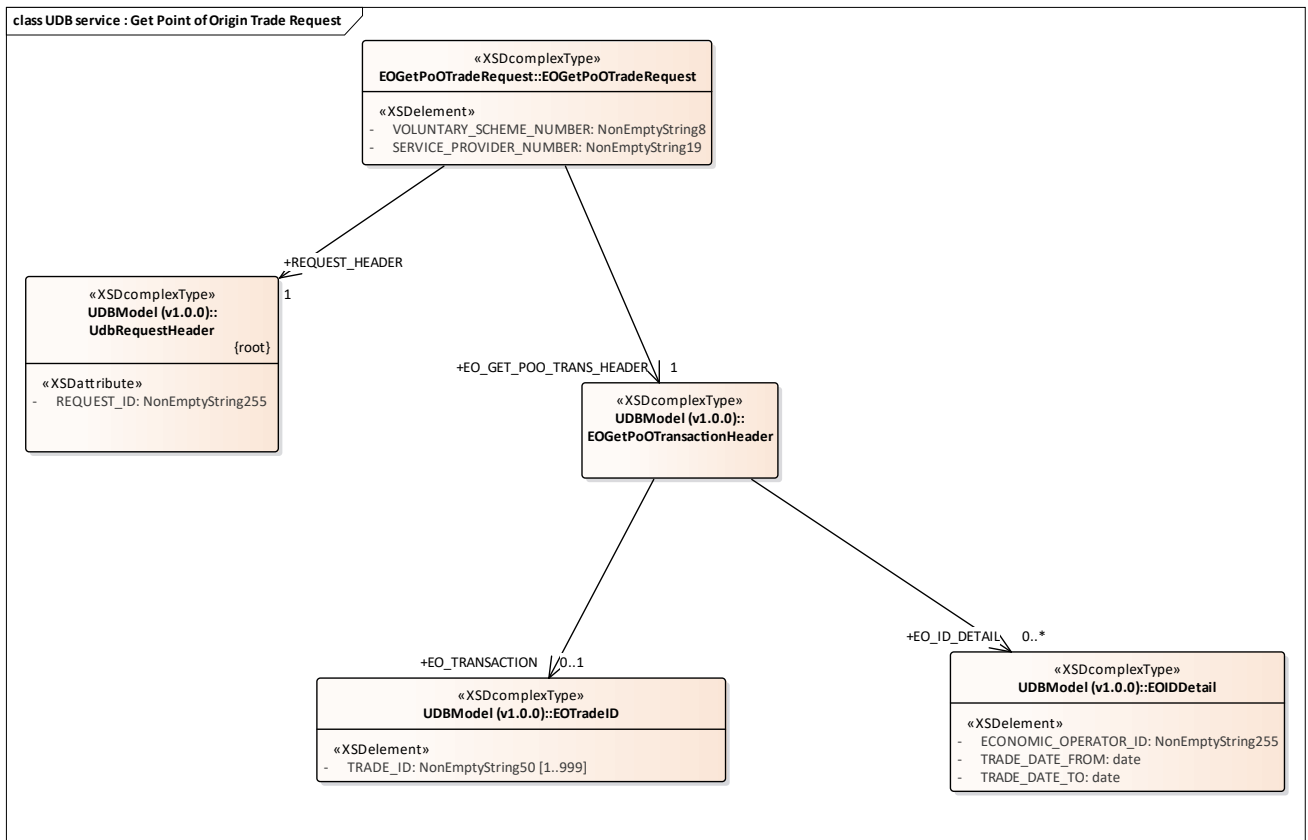 class UDB service : Get Point of Origin Trade Request
«XSDcomplexType»
EOGetPoOTradeRequest::EOGetPoOTradeRequest
«XSDelement»
- VOLUNTARY_SCHEME_NUMBER: NonEmptyString8
- SERVICE_PROVIDER_NUMBER: NonEmptyString19
+REQUEST_HEADER
1
«XSDcomplexType»
UDBModel (v1.0.0)::
UdbRequestHeader
{root}
«XSDattribute»
- REQUEST_ID: NonEmptyString255
+EO_GET_POO_TRANS_HEADER 1
«XSDcomplexType»
UDBModel (v1.0.0)::
EOGetPoOTransactionHeader
+EO_TRANSACTION 0..1
«XSDcomplexType»
UDBModel (v1.0.0)::EOTradeID
«XSDelement»
- TRADE_ID: NonEmptyString50 [1..999]
+EO_ID_DETAIL 0..*
«XSDcomplexType»
UDBModel (v1.0.0)::EOIDDetail
«XSDelement»
- ECONOMIC_OPERATOR_ID: NonEmptyString255
- TRADE_DATE_FROM: date
- TRADE_DATE_TO: date